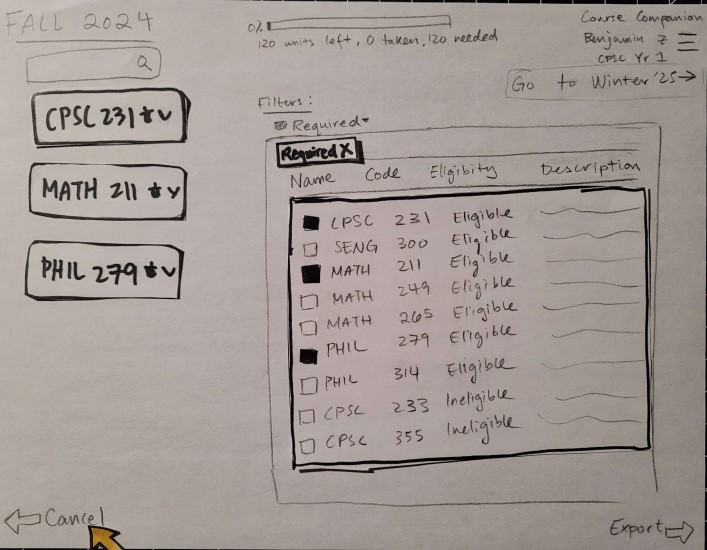 FALL 2024
0%
120 units left, 0 taken, 120 needed
Course Companion
Benjamin Z
CPSC Yr 1
Go to Winter '25→
CPSC 231 * v
MATH 211 * v
PHIL 279 * v
Filters:
Required
Required X
Name Code Eligibity Description
CPSC 231 Eligible
SENG 300 Eligible
MATH 211 Eligible
MATH 249 Eligible
MATH 265 Eligible
PHIL 279 Eligible
PHIL 314 Eligible
CPSC 233 Ineligible
CPSC 355 Ineligible
Cancel
Export